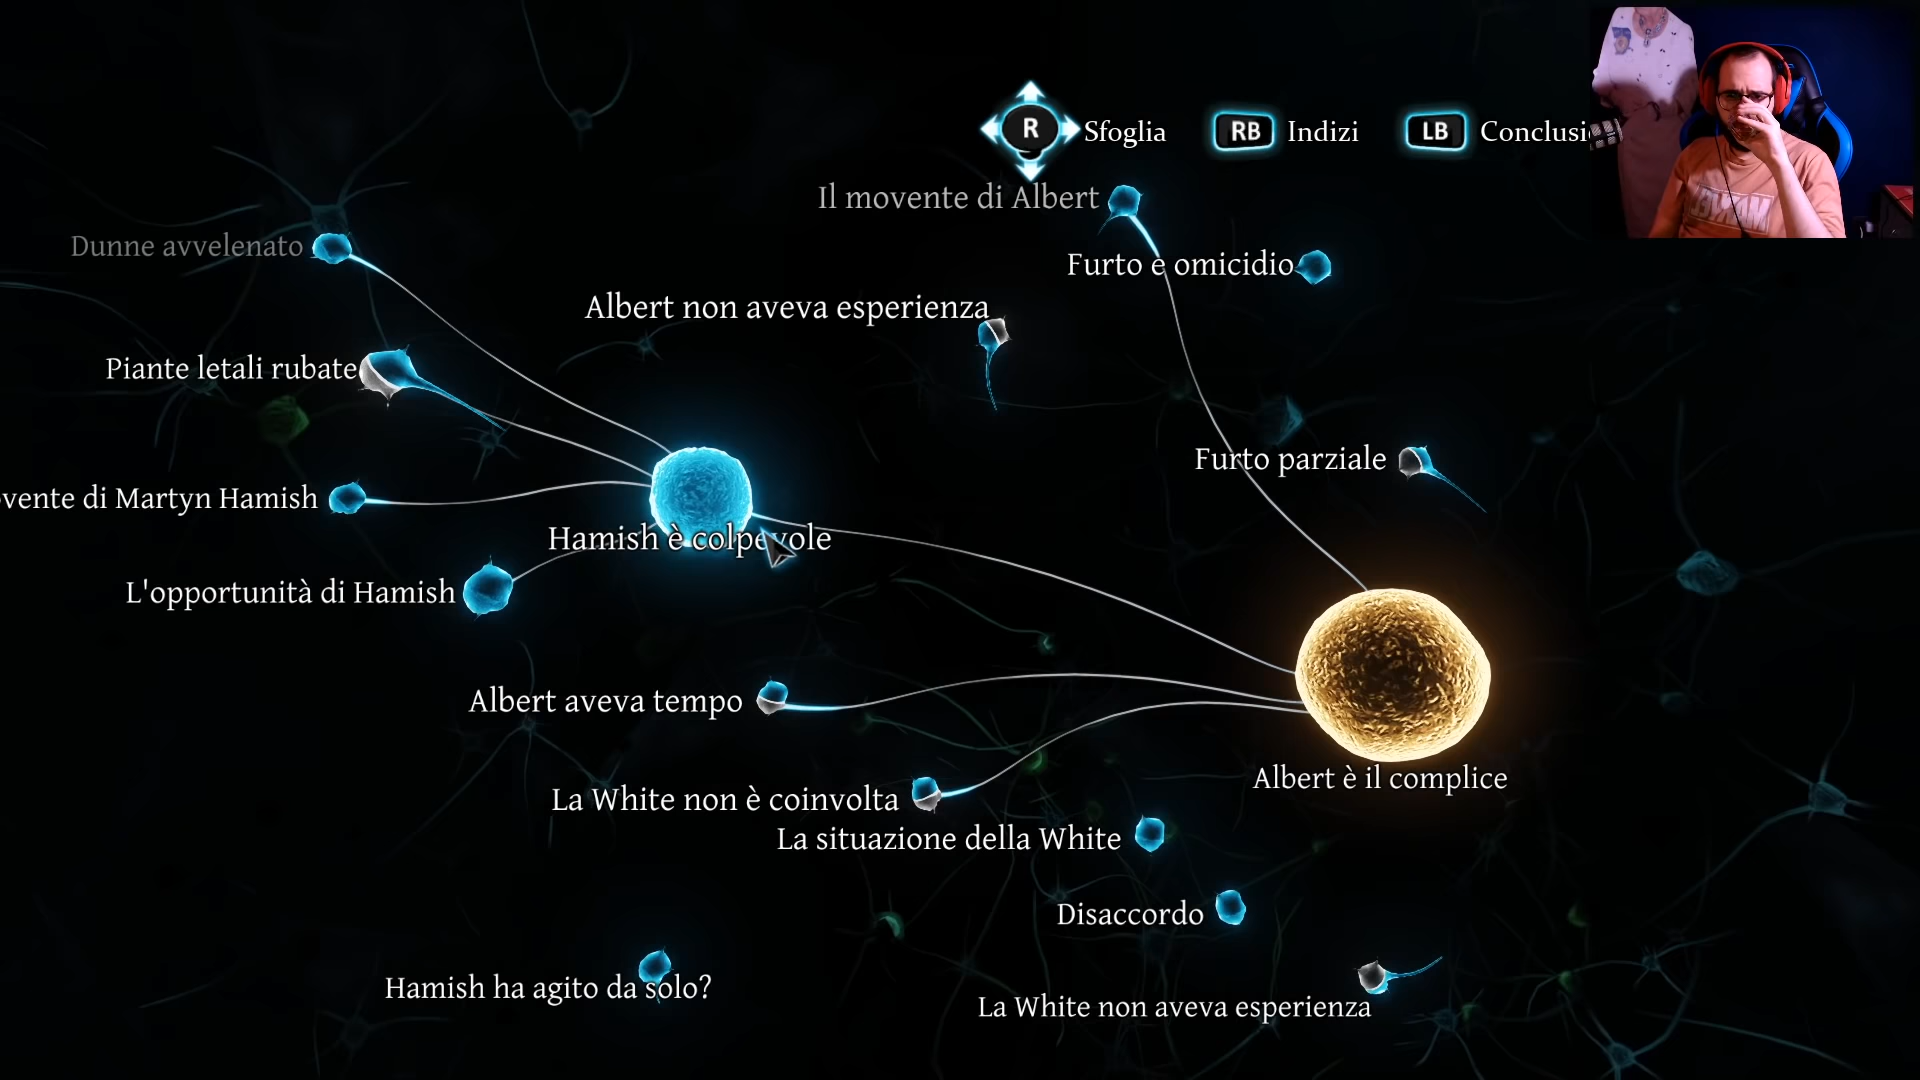 R Sfoglia RB Indizi LB Conclusi
Il movente di Albert
Dunne avvelenato
Furto e omicidio
Albert non aveva esperienza
Piante letali rubate
Furto parziale
vente di Martyn Hamish
Hamish è colpevole
L'opportunità di Hamish
Albert aveva tempo
Albert è il complice
La White non è coinvolta
La situazione della White
Disaccordo
Hamish ha agito da solo?
La White non aveva esperienza